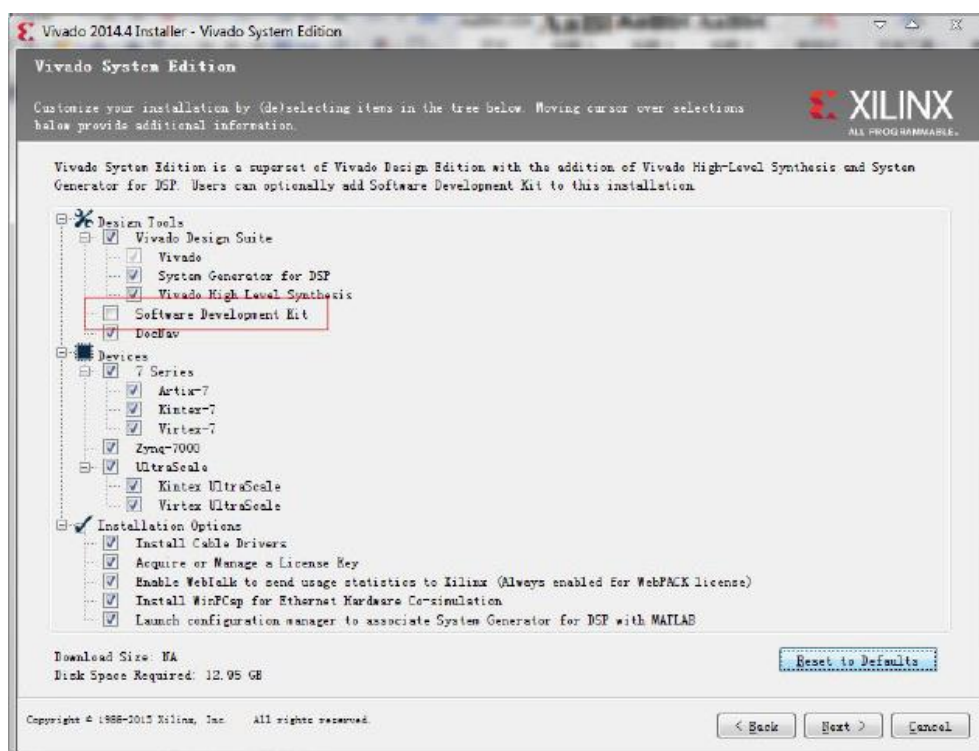 Vivado 2014.4 Installer - Vivado System Edition
Vivado System Edition
Customize your installation by (de)selecting items in the tree below. Moving cursor over selections
below provide additional information.
XILINX
ALL PROGRAMMABLE.
Vivado System Edition is a superset of Vivado Design Edition with the addition of Vivado High-Level Synthesis and System
Generator for DSP. Users can optionally add Software Development Kit to this installation
Design Tools
Vivado Design Suite
Vivado
System Generator for DSP
Vivado High Level Synthesis
Software Development Kit
DocNav
Devices
7 Series
Artix-7
Kintex-7
Virtex-7
Zynq-7000
UltraScale
Kintex UltraScale
Virtex UltraScale
Installation Options
Install Cable Drivers
Acquire or Manage a License Key
Enable WebTalk to send usage statistics to Xilinx (Always enabled for WebPACK license)
Install WinPCap for Ethernet Hardware Co-simulation
Launch configuration manager to associate System Generator for DSP with MATLAB
Download Size: NA
Disk Space Required: 12.95 GB
Reset to Defaults
Copyright © 1986-2015 Xilinx, Inc. All rights reserved.
< Back
Next >
Cancel